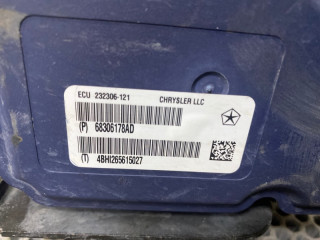 ECU 232306-121 CHRYSLER LLC
(P) 68306178AD
(T) 4BHI265615027